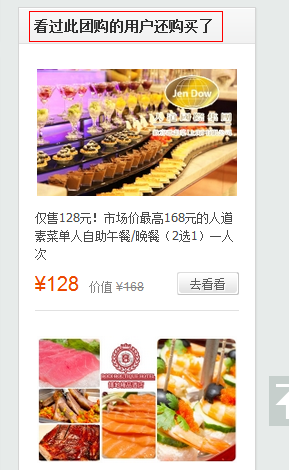 看过此团购的用户还购买了
Jen Dow
仅售128元！市场价最高168元的人道
素菜单人自助午餐/晚餐（2选1）一人
次
¥128 价值 ¥168 去看看